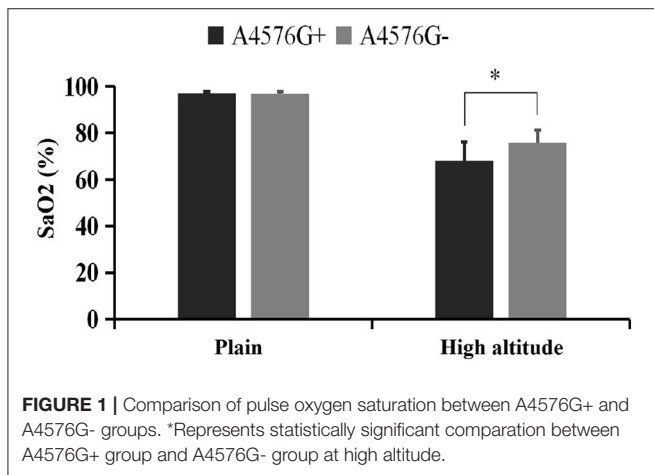 A4576G+ A4576G-
*
100
80
60
40
20
0
SaO2 (%)
Plain High altitude
FIGURE 1 | Comparison of pulse oxygen saturation between A4576G+ and
A4576G- groups. *Represents statistically significant comparation between
A4576G+ group and A4576G- group at high altitude.